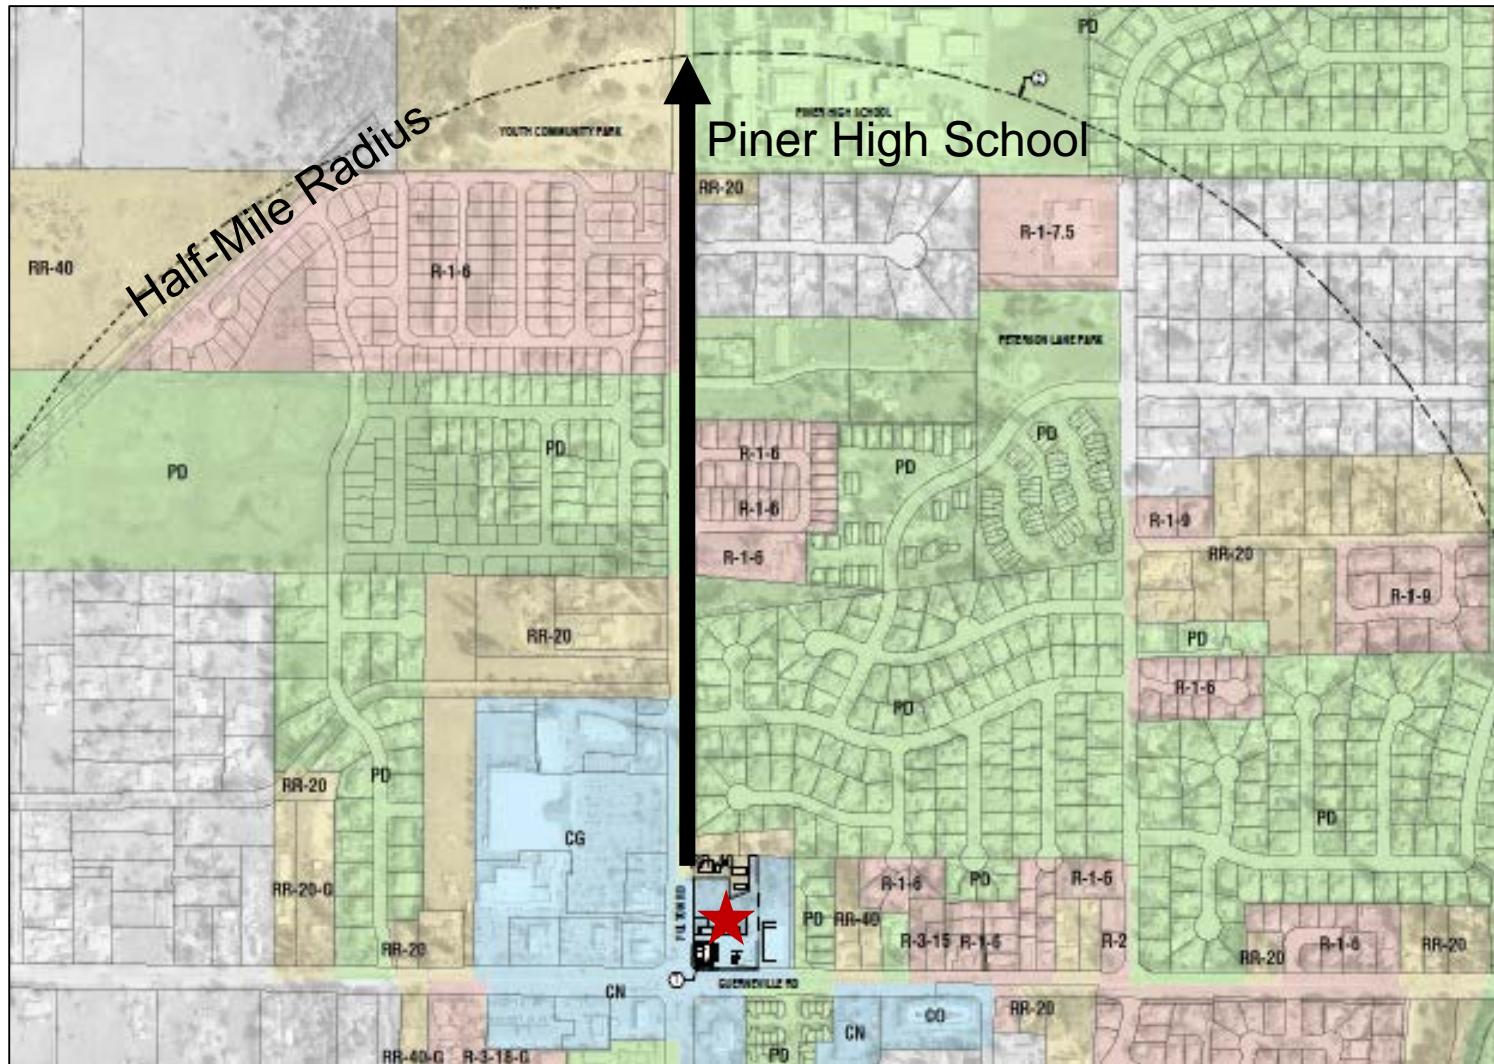 PD
PINER HIGH SCHOOL
YOUTH COMMUNITY PARK
Piner High School
Half-Mile Radius
RR-20
R-1-7.5
RR-40
R-1-6
PETERSON LANE PARK
PD
PD
PD
R-1-6
PD
R-1-6
R-1-9
R-1-6
RR-20
R-1-9
RR-20
PD
R-1-6
PD
PD
RR-20
PD
CG
R-1-6
PD
R-1-6
RR-20-G
FULTON RD
PD
RR-40
R-3-15
R-1-6
R-2
RR-20
RR-20
R-1-6
RR-20
GUERNEVILLE RD
CN
RR-20
CO
CN
RR-40-G
R-3-18-G
PD